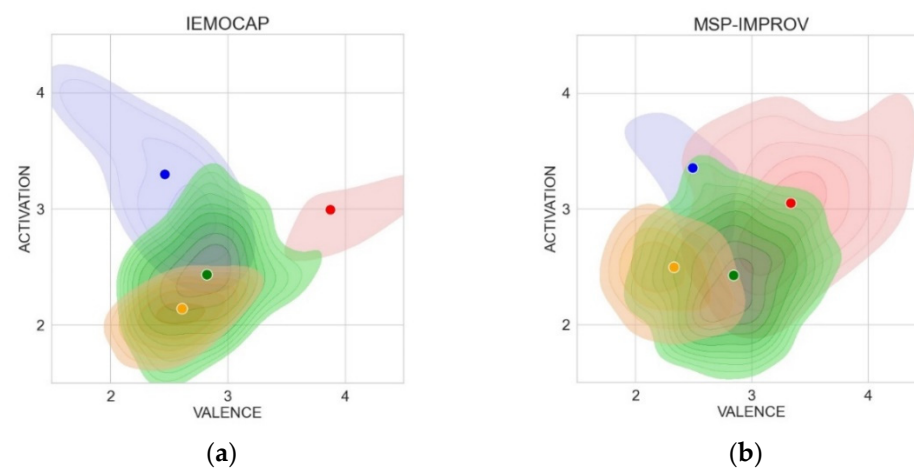 IEMOCAP
4
3
2
ACTIVATION
2 3 4
VALENCE
(a)
MSP-IMPROV
4
3
2
ACTIVATION
2 3 4
VALENCE
(b)